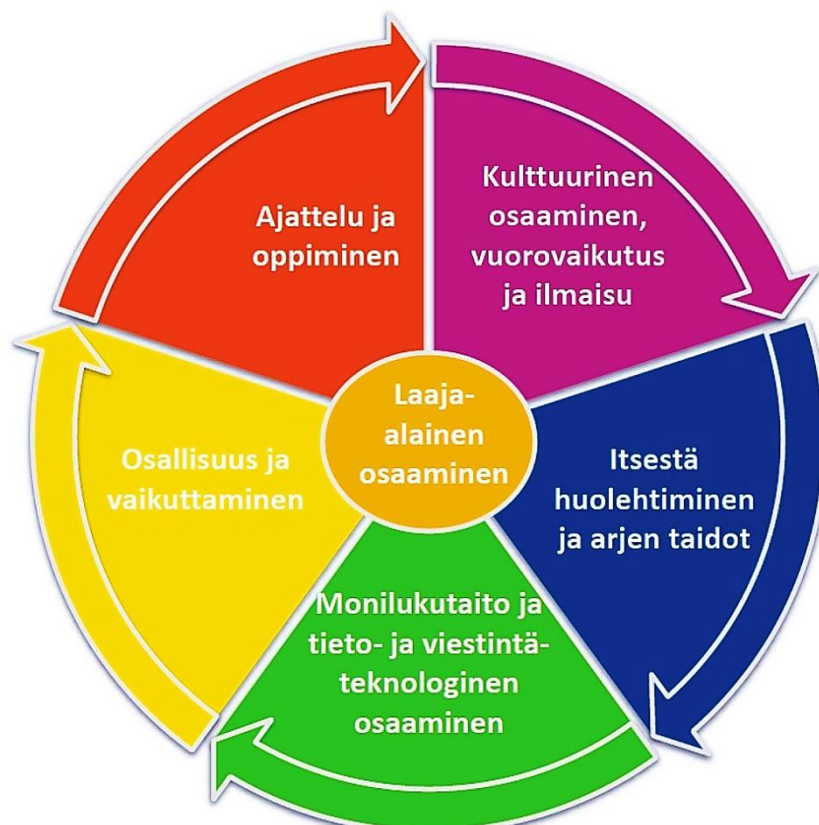 Ajattelu ja
oppiminen
Kulttuurinen
osaaminen,
vuorovaikutus
ja ilmaisu
Itsestä
huolehtiminen
ja arjen taidot
Monilukutaito ja
tieto- ja viestintä-
teknologinen
osaaminen
Osallisuus ja
vaikuttaminen
Laaja-
alainen
osaaminen